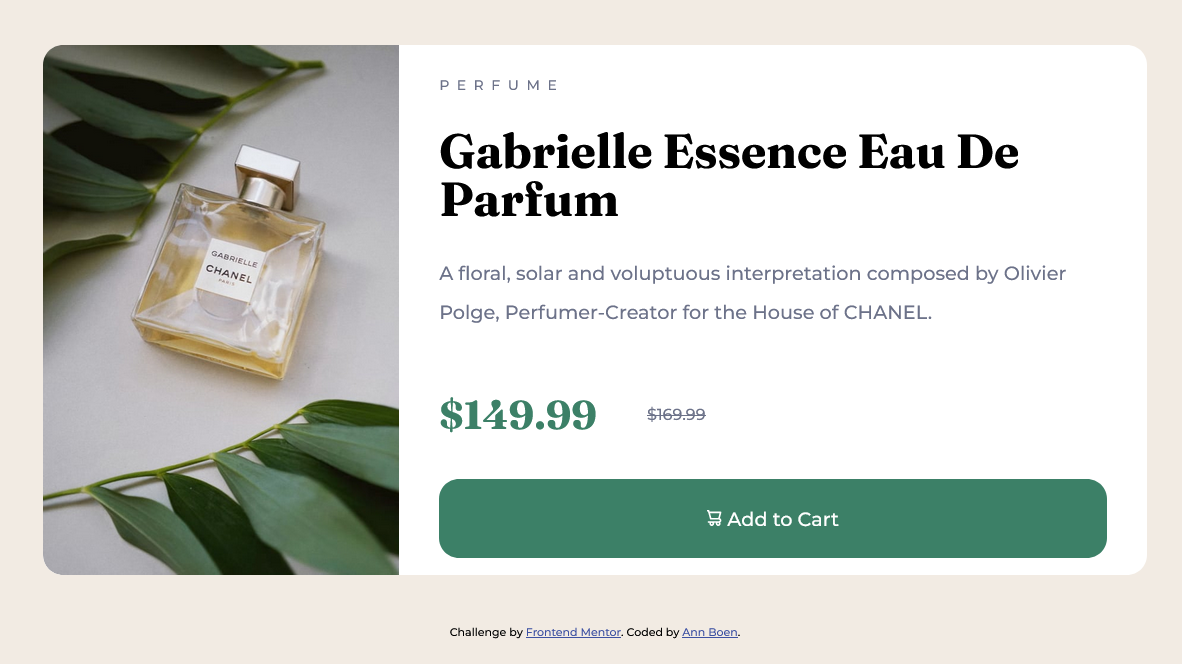 PERFUME
Gabrielle Essence Eau De
Parfum
A floral, solar and voluptuous interpretation composed by Olivier
Polge, Perfumer-Creator for the House of CHANEL.
$149.99
$169.99
Add to Cart
GABRIELLE
CHANEL
PARIS
Challenge by Frontend Mentor. Coded by Ann Boen.